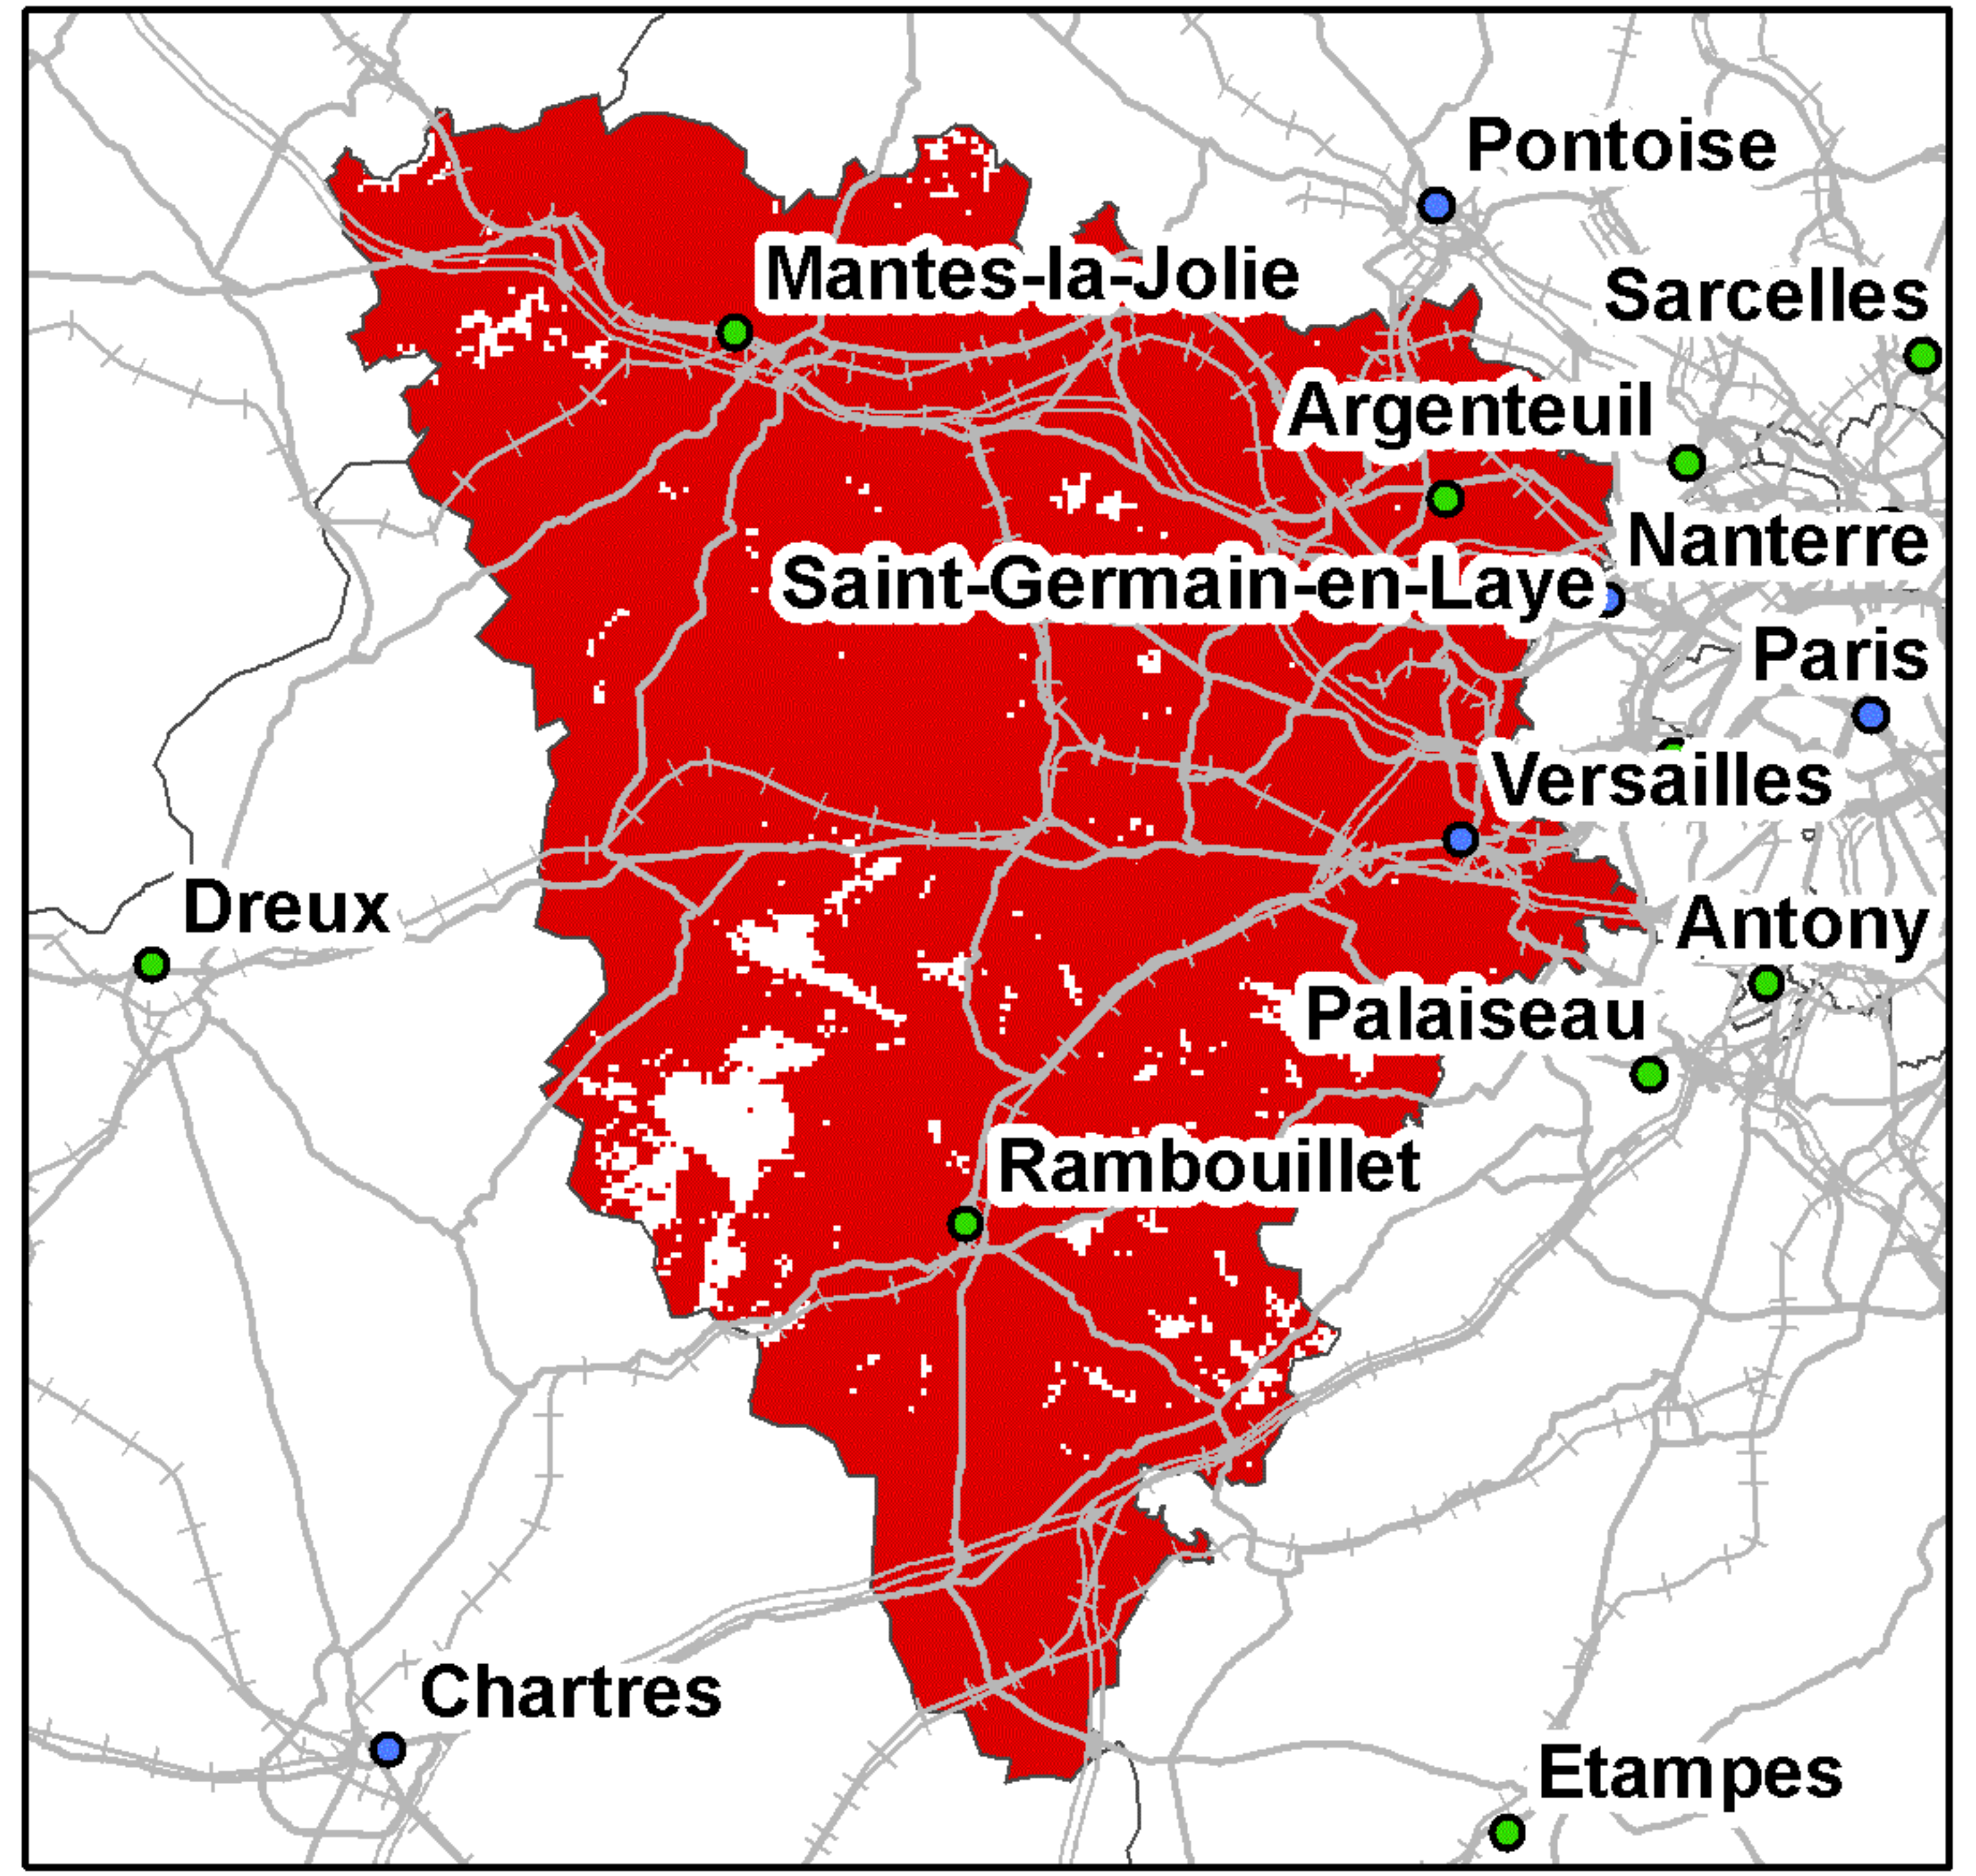 Pontoise
Mantes-la-Jolie
Sarcelles
Argenteuil
Nanterre
Saint-Germain-en-Laye
Paris
Versailles
Dreux
Antony
Palaiseau
Rambouillet
Chartres
Etampes